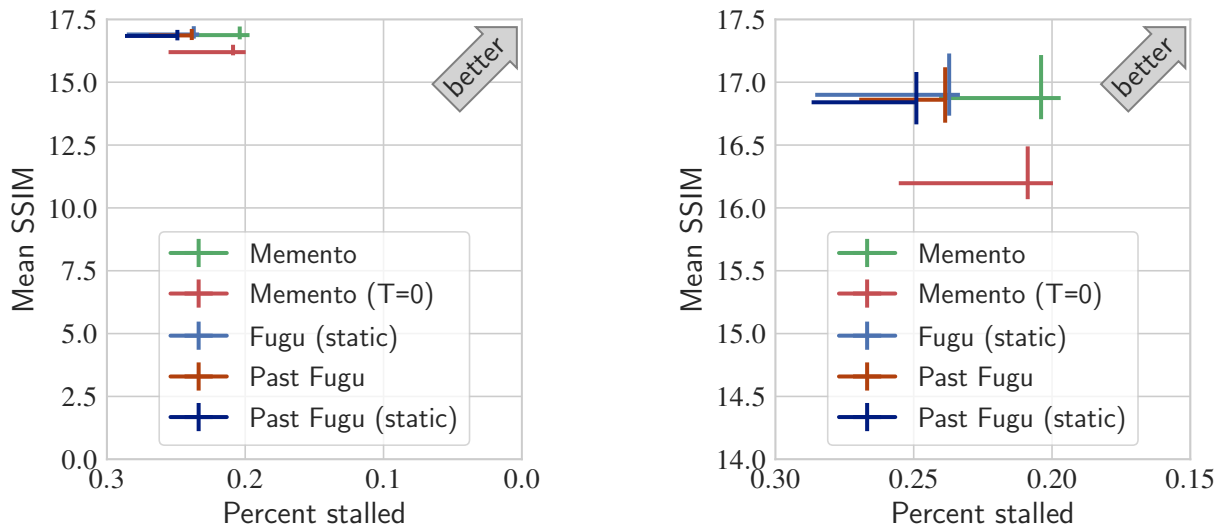 17.5
15.0
12.5
10.0
7.5
5.0
2.5
0.0
Mean SSIM
0.3
0.2
0.1
0.0
Percent stalled
better
Memento
Memento (T=0)
Fugu (static)
Past Fugu
Past Fugu (static)
17.5
17.0
16.5
16.0
15.5
15.0
14.5
14.0
Mean SSIM
0.30
0.25
0.20
0.15
Percent stalled
better
Memento
Memento (T=0)
Fugu (static)
Past Fugu
Past Fugu (static)